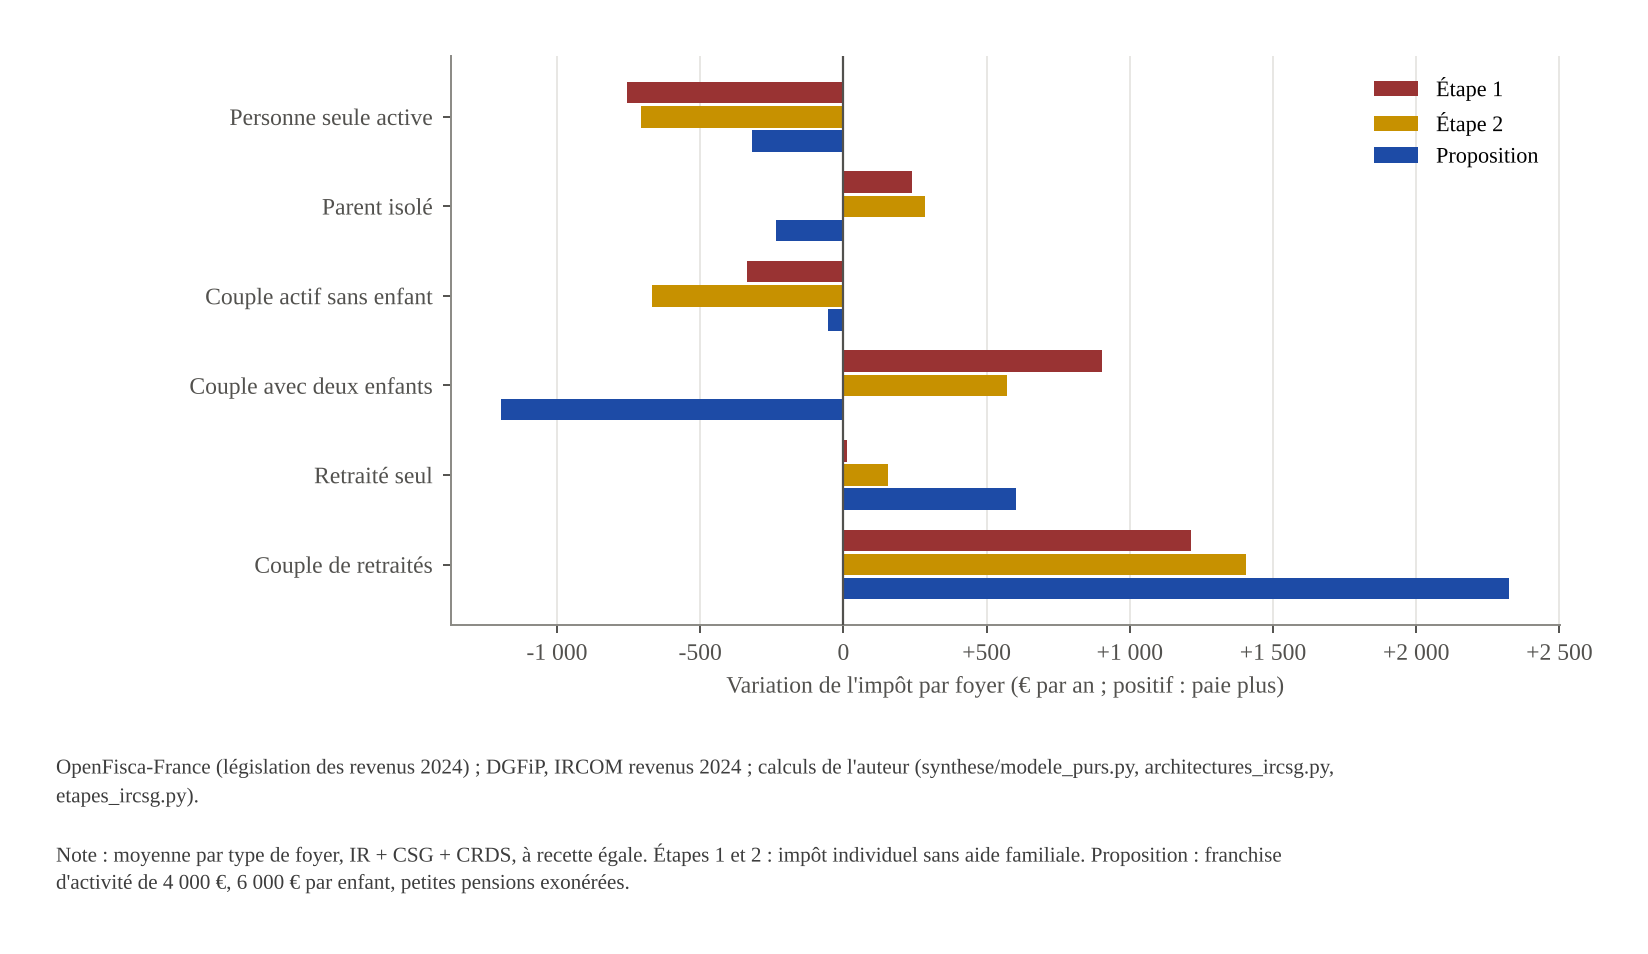 Étape 1
Étape 2
Proposition
Personne seule active
Parent isolé
Couple actif sans enfant
Couple avec deux enfants
Retraité seul
Couple de retraités
-1 000 -500 0 +500 +1 000 +1 500 +2 000 +2 500
Variation de l'impôt par foyer (€ par an ; positif : paie plus)
OpenFisca-France (législation des revenus 2024) ; DGFiP, IRCOM revenus 2024 ; calculs de l'auteur (synthese/modele_purs.py, architectures_ircsg.py,
etapes_ircsg.py).
Note : moyenne par type de foyer, IR + CSG + CRDS, à recette égale. Étapes 1 et 2 : impôt individuel sans aide familiale. Proposition : franchise
d'activité de 4 000 €, 6 000 € par enfant, petites pensions exonérées.